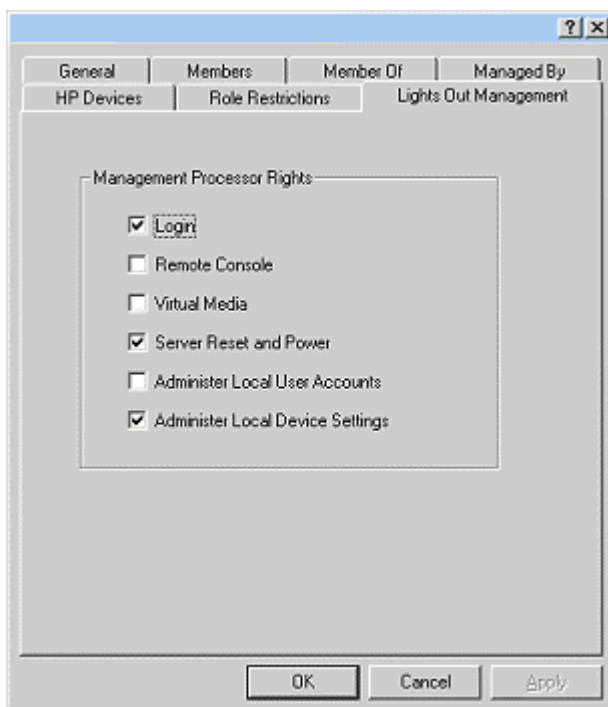 General Members Member Of Managed By
HP Devices Role Restrictions Lights Out Management
Management Processor Rights
Login
Remote Console
Virtual Media
Server Reset and Power
Administer Local User Accounts
Administer Local Device Settings
OK Cancel Apply